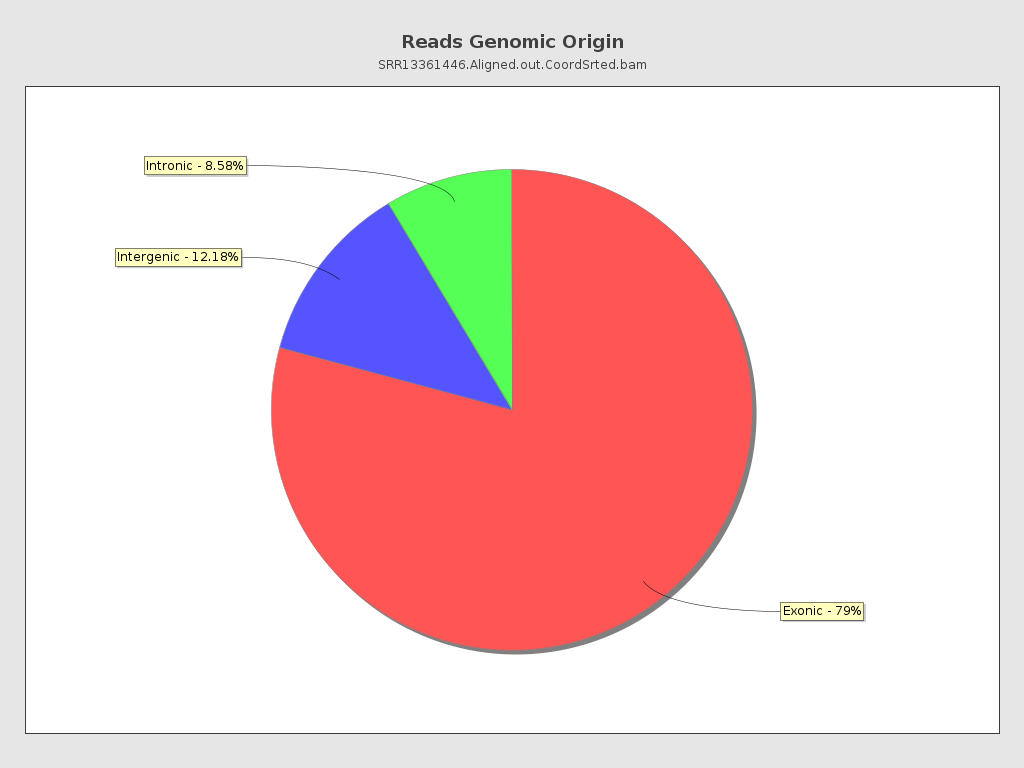 Reads Genomic Origin
SRR13361446.Aligned.out.CoordSrted.bam
Intronic - 8.58%
Intergenic - 12.18%
Exonic - 79%